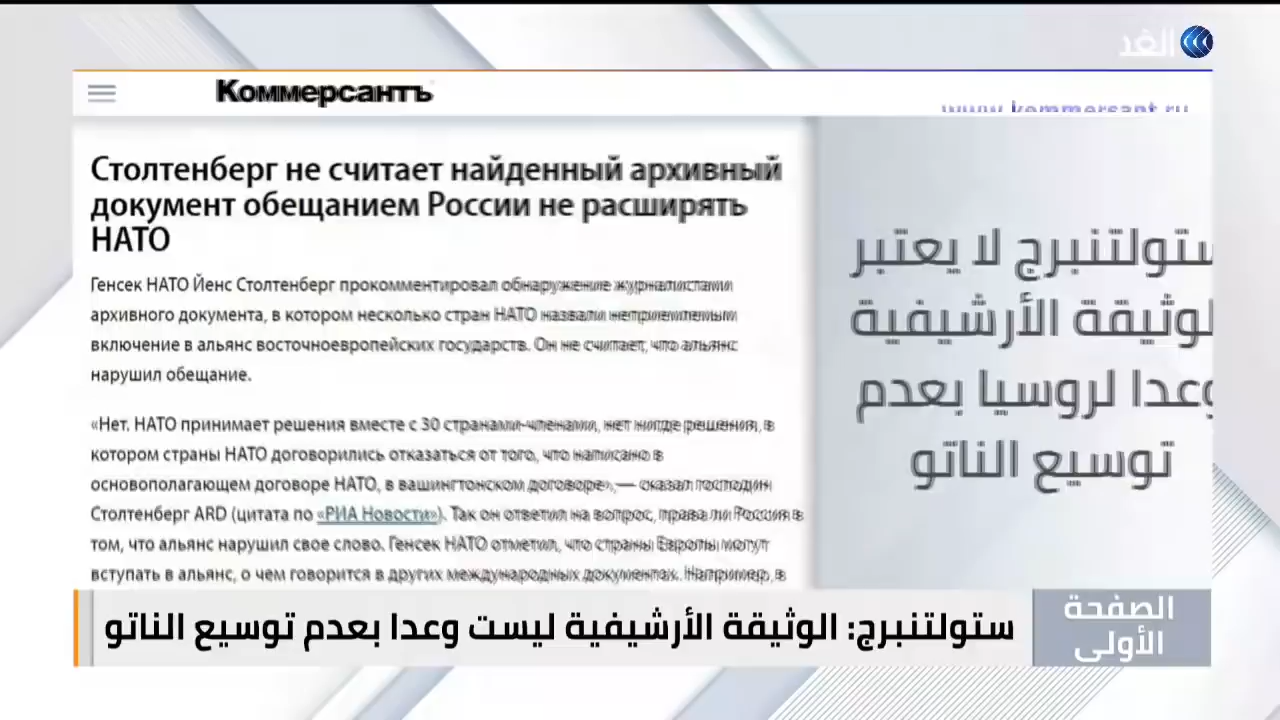 الغد
Коммерсантъ
www.kommersant.ru
Столтенберг не считает найденный архивный
документ обещанием России не расширять
НАТО
Генсек НАТО Йенс Столтенберг прокомментировал обнаружение журналистами
архивного документа, в котором несколько стран НАТО назвали неприемлемым
включение в альянс восточноевропейских государств. Он не считает, что альянс
нарушил обещание.
«Нет. НАТО принимает решения вместе с 30 странами-членами, нет нигде решения, в
котором страны НАТО договорились отказаться от того, что написано в
основополагающем договоре НАТО, в вашингтонском договоре»,— сказал господин
Столтенберг ARD (цитата по «РИА Новости»). Так он ответил на вопрос, права ли Россия в
том, что альянс нарушил свое слово. Генсек НАТО отметил, что страны Европы могут
вступать в альянс, о чем говорится в других международных документах. Например, в
ستولتنبرج لا يعتبر
لوثيقة الأرشيفية
وعدا لروسيا بعدم
توسيع الناتو
الصفحة
الأولى
ستولتنبرج: الوثيقة الأرشيفية ليست وعدا بعدم توسيع الناتو